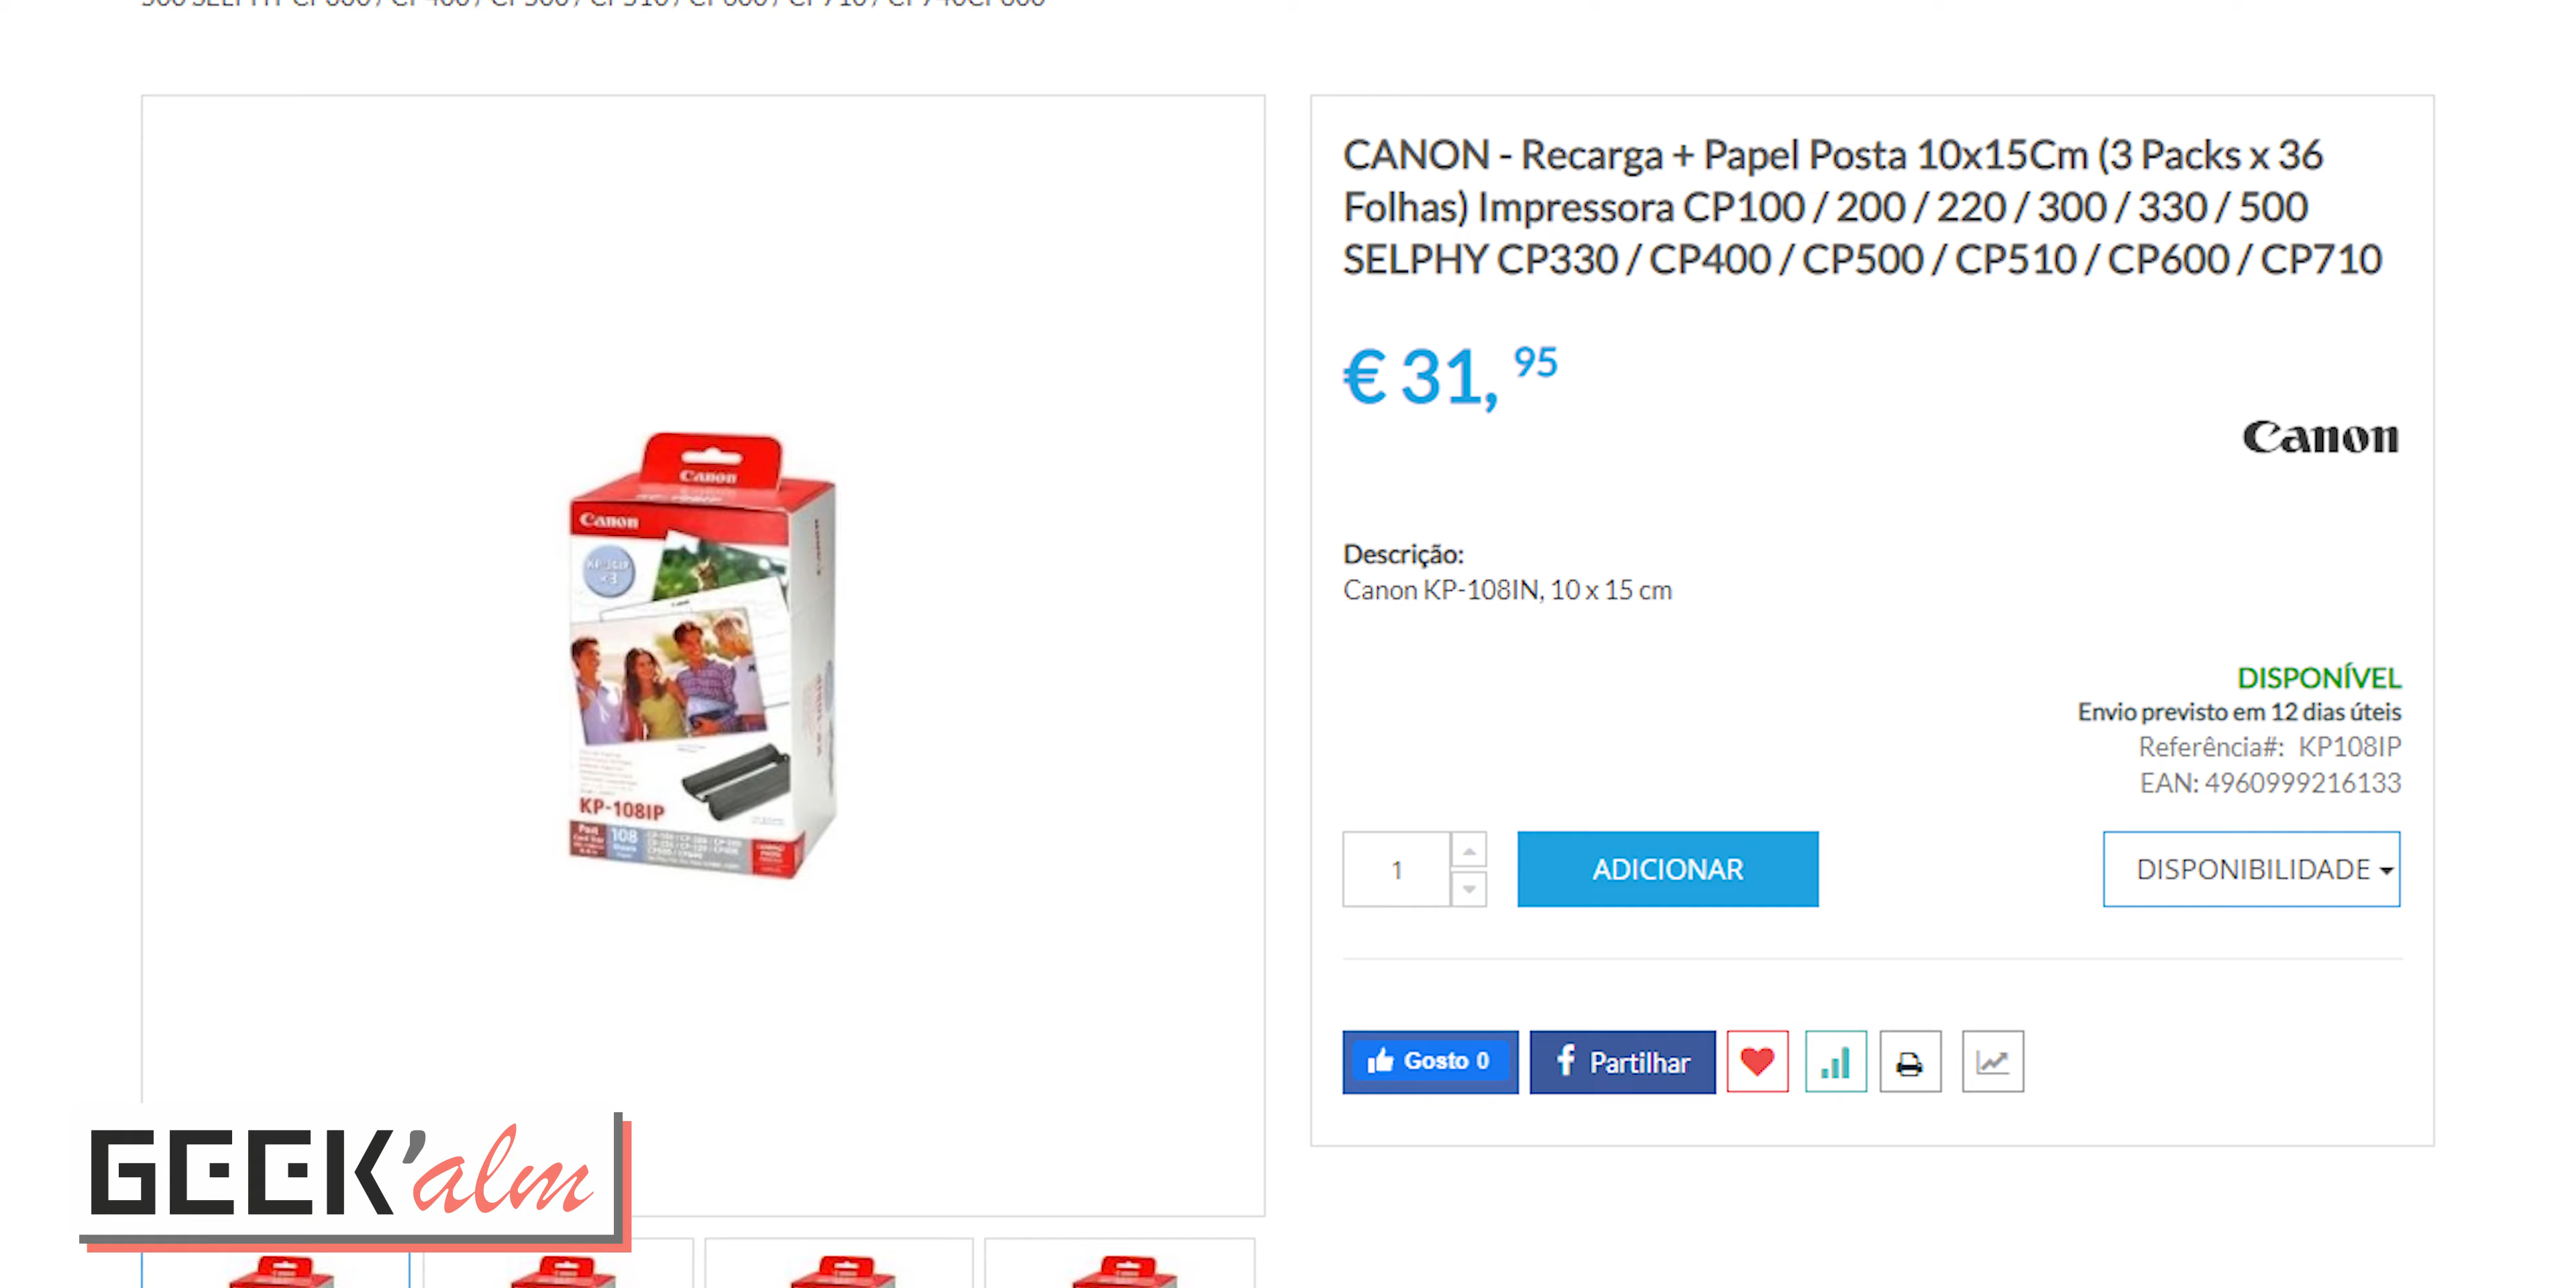 CANON - Recarga + Papel Posta 10x15Cm (3 Packs x 36
Folhas) Impressora CP100 / 200 / 220 / 300 / 330 / 500
SELPHY CP330 / CP400 / CP500 / CP510 / CP600 / CP710
€ 31,95
Canon
Descrição:
Canon KP-108IN, 10 x 15 cm
DISPONÍVEL
Envio previsto em 12 dias úteis
Referência#: KP108IP
EAN: 4960999216133
1
ADICIONAR
DISPONIBILIDADE
Gosto 0
Partilhar
Canon
Canon
KP-108IP
108
GEEK'alm